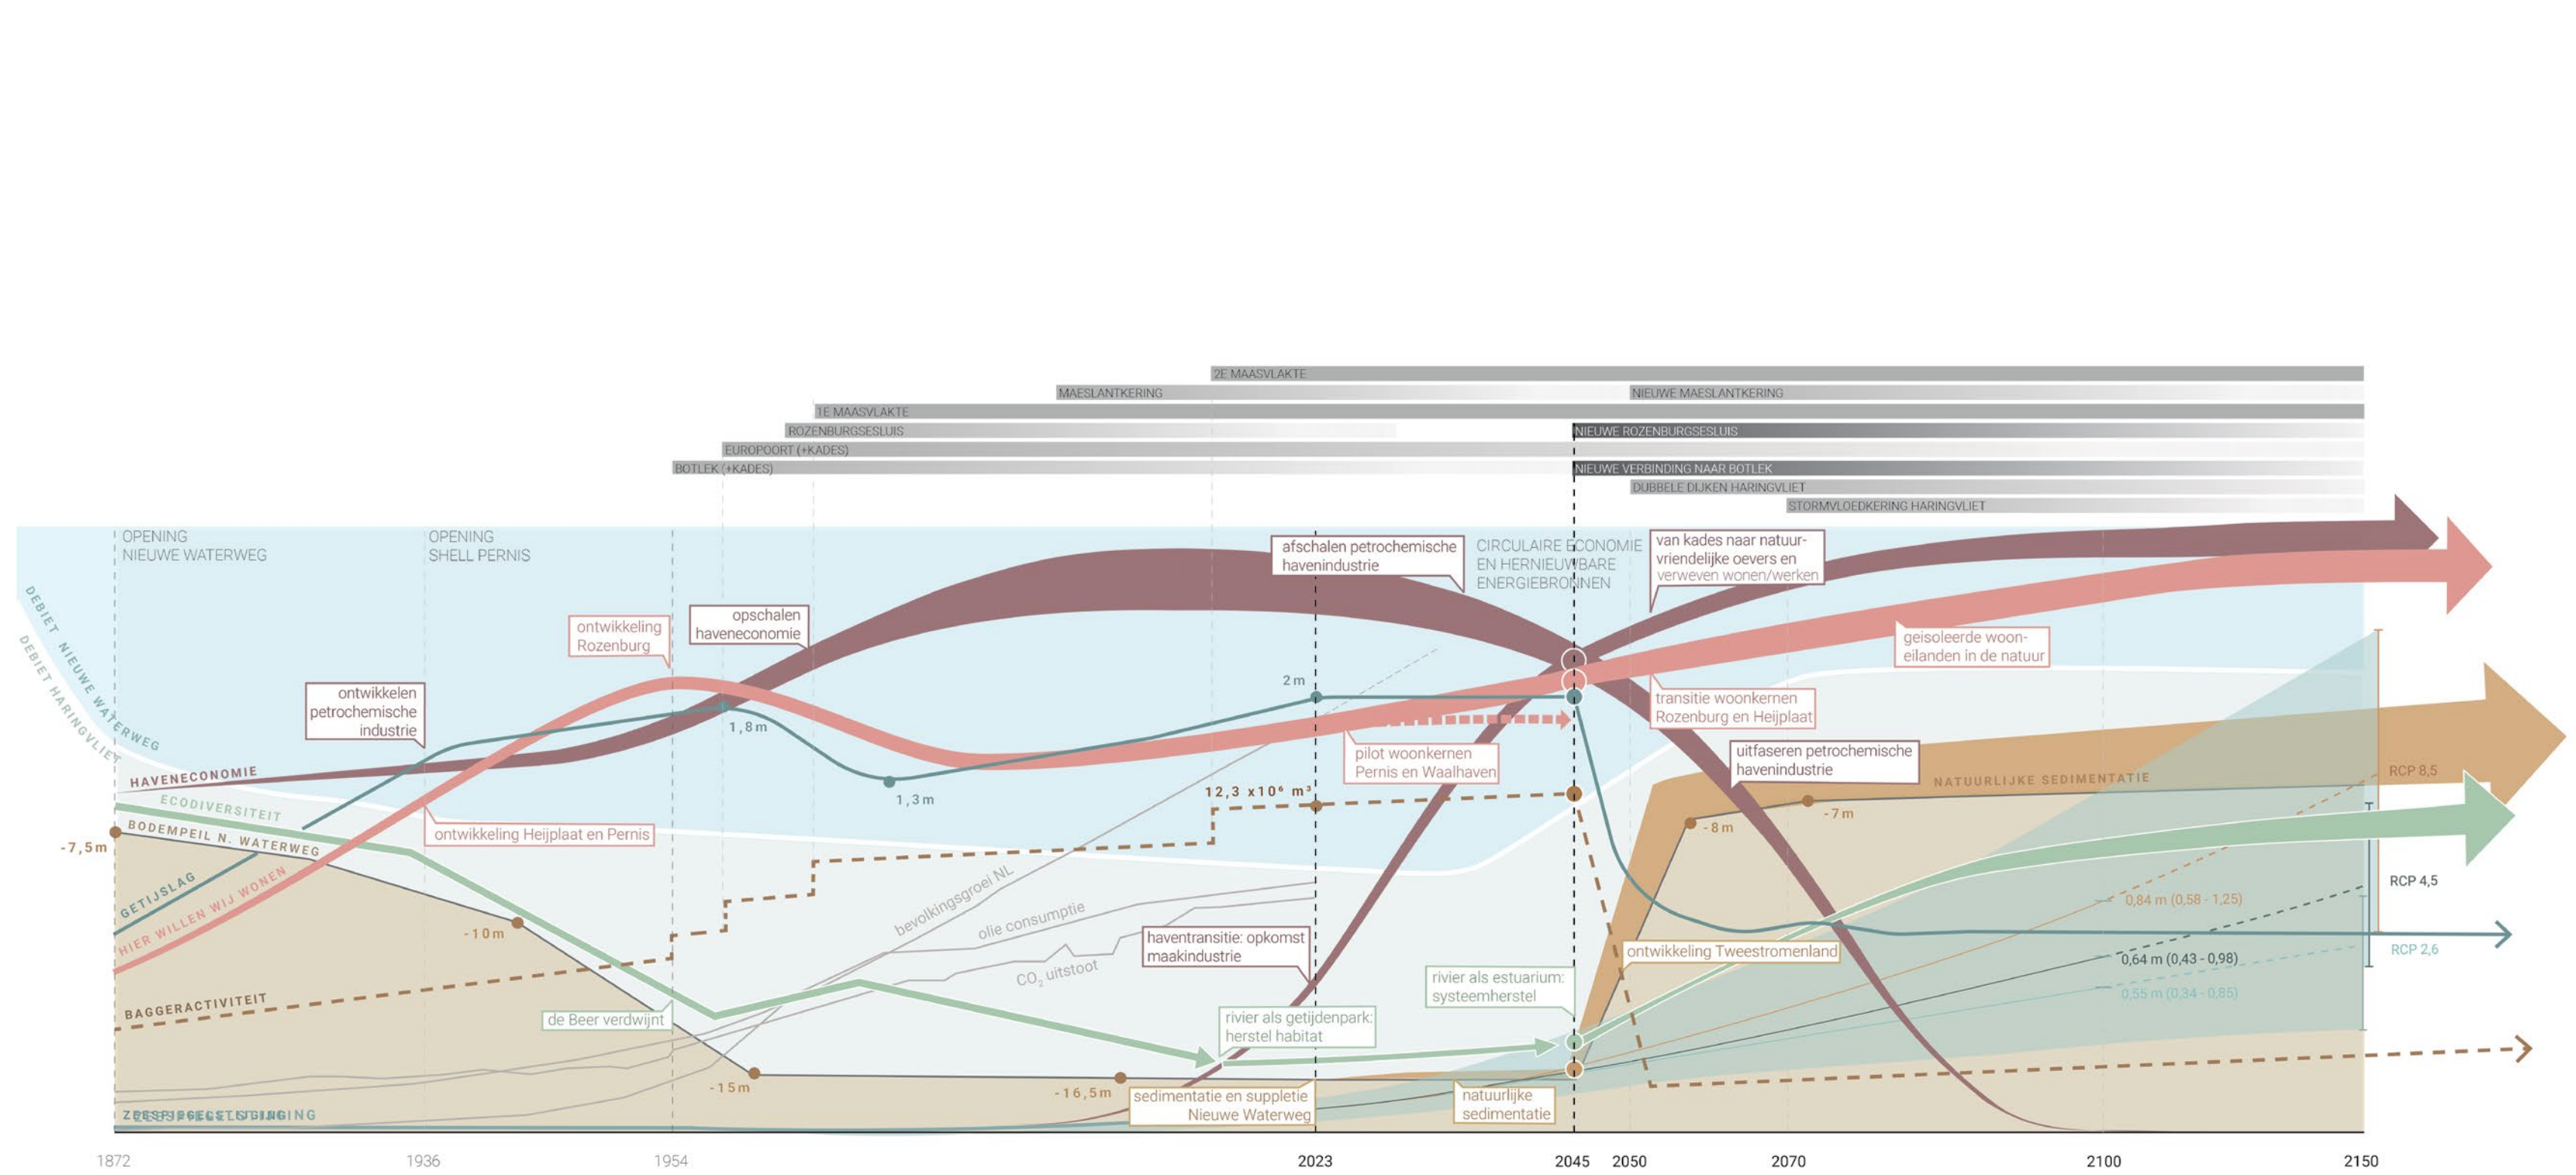 2E MAASVLAKTE
MAESLANTKERING
NIEUWE MAESLANTKERING
1E MAASVLAKTE
ROZENBURGSESLUIS
NIEUWE ROZENBURGSESLUIS
EUROPOORT (+KADES)
BOTLEK (+KADES)
NIEUWE VERBINDING NAAR BOTLEK
DUBBELE DIJKEN HARINGVLIET
STORMVLOEDKERING HARINGVLIET
OPENING
NIEUWE WATERWEG
OPENING
SHELL PERNIS
afschalen petrochemische
havenindustrie
CIRCULAIRE ECONOMIE
EN HERNIEUWBARE
ENERGIEBRONNEN
van kades naar natuur-
vriendelijke oevers en
verweven wonen/werken
DEBIET NIEUWE WATERWEG
DEBIET HARINGVLIET
ontwikkeling
Rozenburg
opschalen
haveneconomie
geisoleerde woon-
eilanden in de natuur
ontwikkelen
petrochemische
industrie
2 m
1,8 m
1,3 m
transitie woonkernen
Rozenburg en Heijplaat
pilot woonkernen
Pernis en Waalhaven
uitfaseren petrochemische
havenindustrie
HAVENECONOMIE
ECODIVERSITEIT
BODEMPEIL N. WATERWEG
-7,5m
ontwikkeling Heijplaat en Pernis
12,3 x10⁶ m³
NATUURLIJKE SEDIMENTATIE
RCP 8,5
-8m
-7m
GETIJSLAG
HIER WILLEN WIJ WONEN
-10m
bevolkingsgroei NL
olie consumptie
CO₂ uitstoot
RCP 4,5
0,84 m (0,58 - 1,25)
haventransitie: opkomst
maakindustrie
ontwikkeling Tweestromenland
0,64 m (0,43 - 0,98)
RCP 2,6
0,55 m (0,34 - 0,85)
rivier als estuarium:
systeemherstel
BAGGERACTIVITEIT
de Beer verdwijnt
rivier als getijdenpark:
herstel habitat
-15m
-16,5m
sedimentatie en suppletie
Nieuwe Waterweg
natuurlijke
sedimentatie
ZEESPIEGELSTIJGING
1872
1936
1954
2023
2045
2050
2070
2100
2150